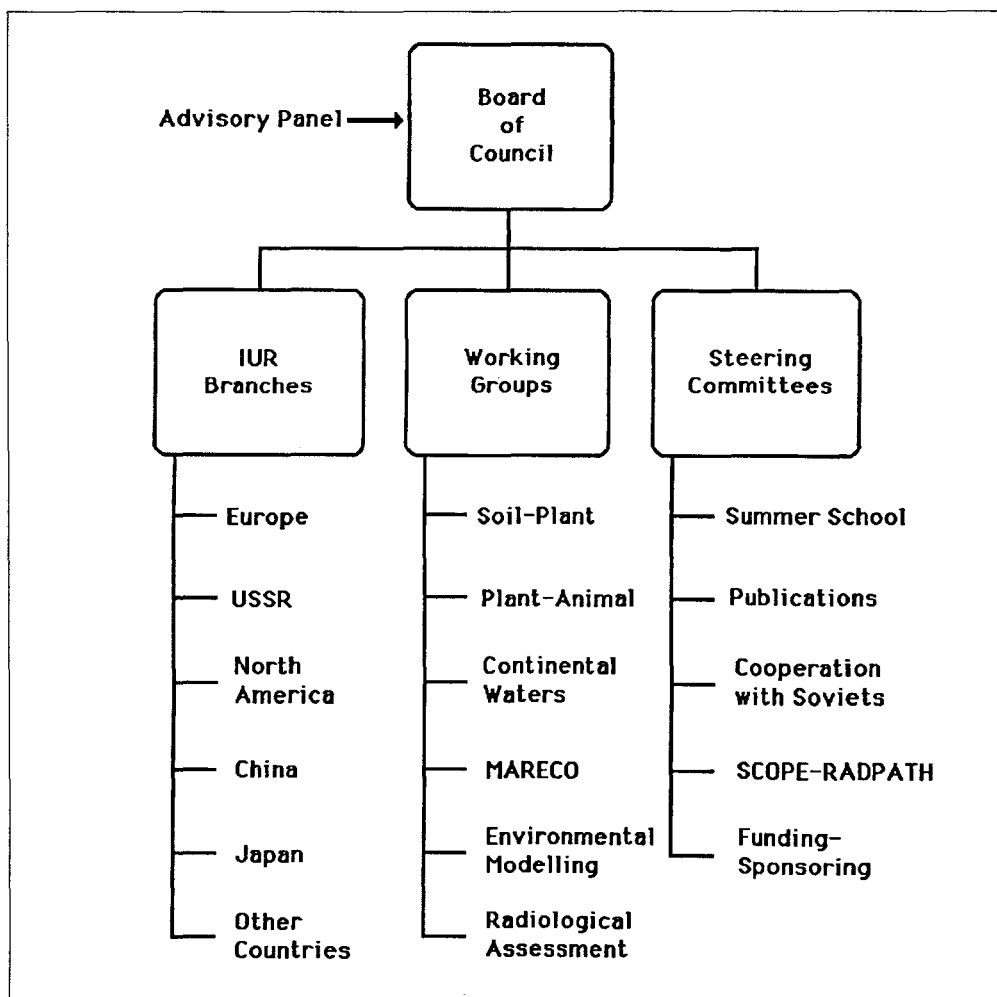 Board
of
Council
Advisory Panel
IUR
Branches
Working
Groups
Steering
Committees
Europe
USSR
North
America
China
Japan
Other
Countries
Soil-Plant
Plant-Animal
Continental
Waters
MARECO
Environmental
Modelling
Radiological
Assessment
Summer School
Publications
Cooperation
with Soviets
SCOPE-RADPATH
Funding-
Sponsoring